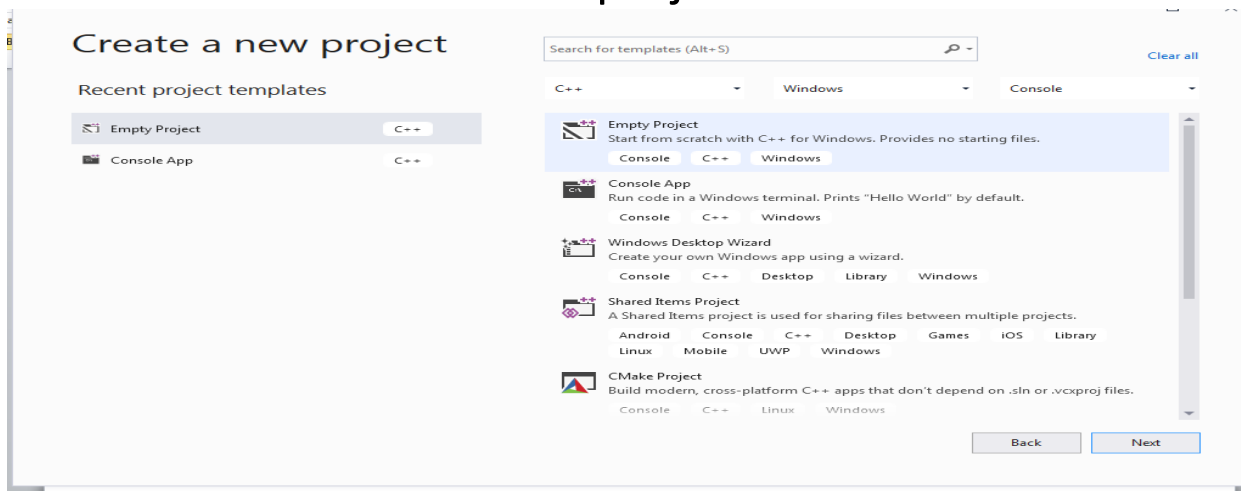 Create a new project
Search for templates (Alt+S)
Clear all
Recent project templates
C++ Windows Console
Empty Project C++
Console App C++
Empty Project
Start from scratch with C++ for Windows. Provides no starting files.
Console C++ Windows
Console App
Run code in a Windows terminal. Prints "Hello World" by default.
Console C++ Windows
Windows Desktop Wizard
Create your own Windows app using a wizard.
Console C++ Desktop Library Windows
Shared Items Project
A Shared Items project is used for sharing files between multiple projects.
Android Console C++ Desktop Games iOS Library
Linux Mobile UWP Windows
CMake Project
Build modern, cross-platform C++ apps that don't depend on .sln or .vcxproj files.
Console C++ Linux Windows
Back Next